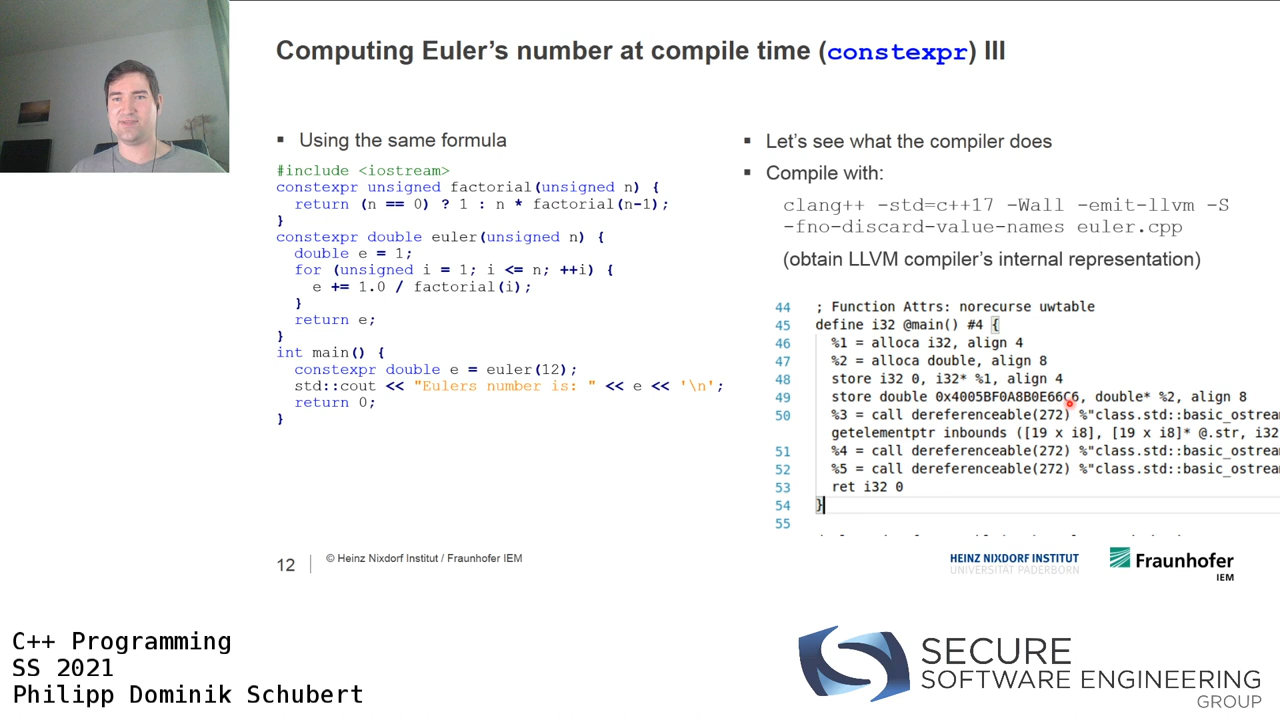 Computing Euler's number at compile time (constexpr) III
▪ Using the same formula
#include <iostream>
constexpr unsigned factorial(unsigned n) {
  return (n == 0) ? 1 : n * factorial(n-1);
}
constexpr double euler(unsigned n) {
  double e = 1;
  for (unsigned i = 1; i <= n; ++i) {
    e += 1.0 / factorial(i);
  }
  return e;
}
int main() {
  constexpr double e = euler(12);
  std::cout << "Eulers number is: " << e << '\n';
  return 0;
}
▪ Let's see what the compiler does
▪ Compile with:
clang++ -std=c++17 -Wall -emit-llvm -S
-fno-discard-value-names euler.cpp
(obtain LLVM compiler's internal representation)
44 ; Function Attrs: norecurse uwtable
45 define i32 @main() #4 {
46   %1 = alloca i32, align 4
47   %2 = alloca double, align 8
48   store i32 0, i32* %1, align 4
49   store double 0x4005BF0A8B0E66C6, double* %2, align 8
50   %3 = call dereferenceable(272) %"class.std::basic_ostrea
  getelementptr inbounds ([19 x i8], [19 x i8]* @.str, i32
51   %4 = call dereferenceable(272) %"class.std::basic_ostrea
52   %5 = call dereferenceable(272) %"class.std::basic_ostrea
53   ret i32 0
54 }
55
12
© Heinz Nixdorf Institut / Fraunhofer IEM
HEINZ NIXDORF INSTITUT
UNIVERSITÄT PADERBORN
Fraunhofer
IEM
C++ Programming
SS 2021
Philipp Dominik Schubert
SECURE
SOFTWARE ENGINEERING
GROUP